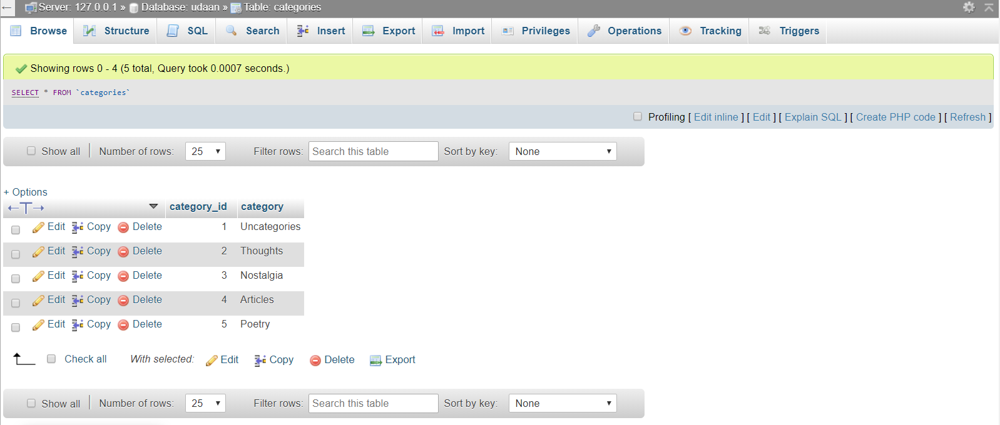 Server: 127.0.0.1 » Database: udaan » Table: categories
Browse Structure SQL Search Insert Export Import Privileges Operations Tracking Triggers
Showing rows 0 - 4 (5 total, Query took 0.0007 seconds.)
SELECT * FROM `categories`
Profiling [ Edit inline ] [ Edit ] [ Explain SQL ] [ Create PHP code ] [ Refresh ]
Show all Number of rows: 25 Filter rows: Search this table Sort by key: None
+ Options
←T→ category_id category
Edit Copy Delete 1 Uncategories
Edit Copy Delete 2 Thoughts
Edit Copy Delete 3 Nostalgia
Edit Copy Delete 4 Articles
Edit Copy Delete 5 Poetry
Check all With selected: Edit Copy Delete Export
Show all Number of rows: 25 Filter rows: Search this table Sort by key: None